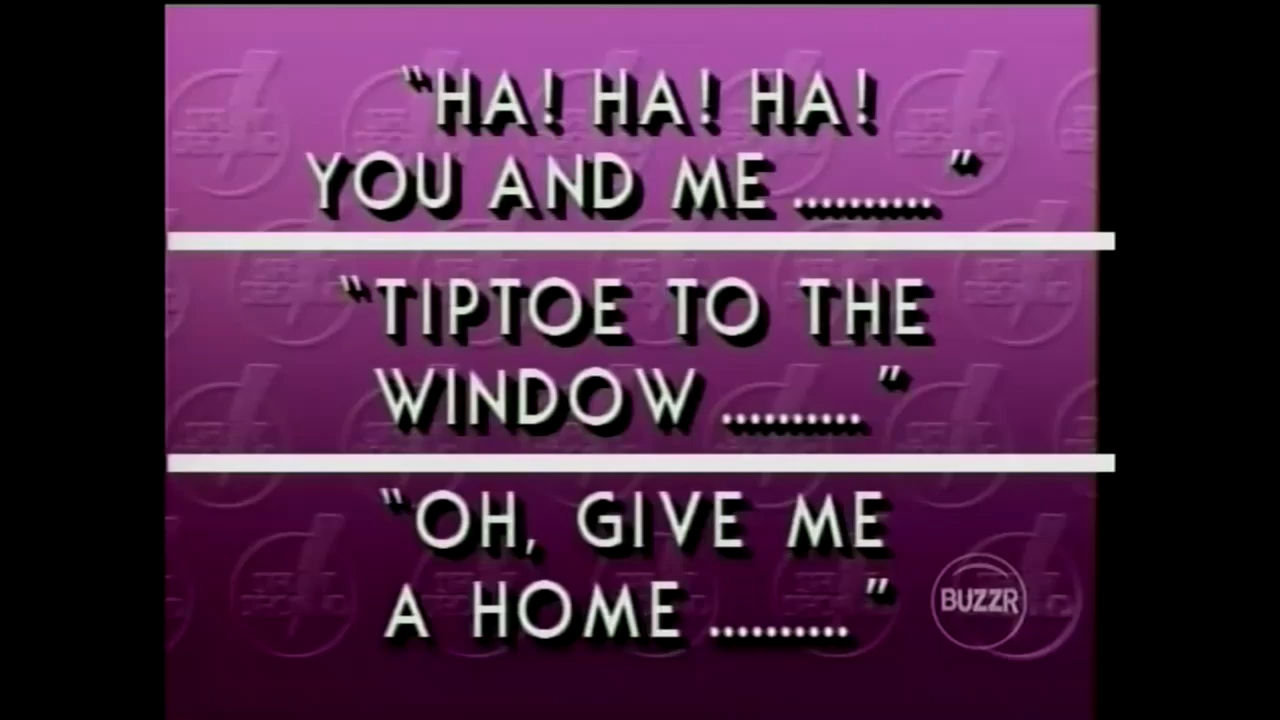 "HA! HA! HA!
YOU AND ME .........."
"TIPTOE TO THE
WINDOW .........."
"OH, GIVE ME
A HOME .........."
BUZZR